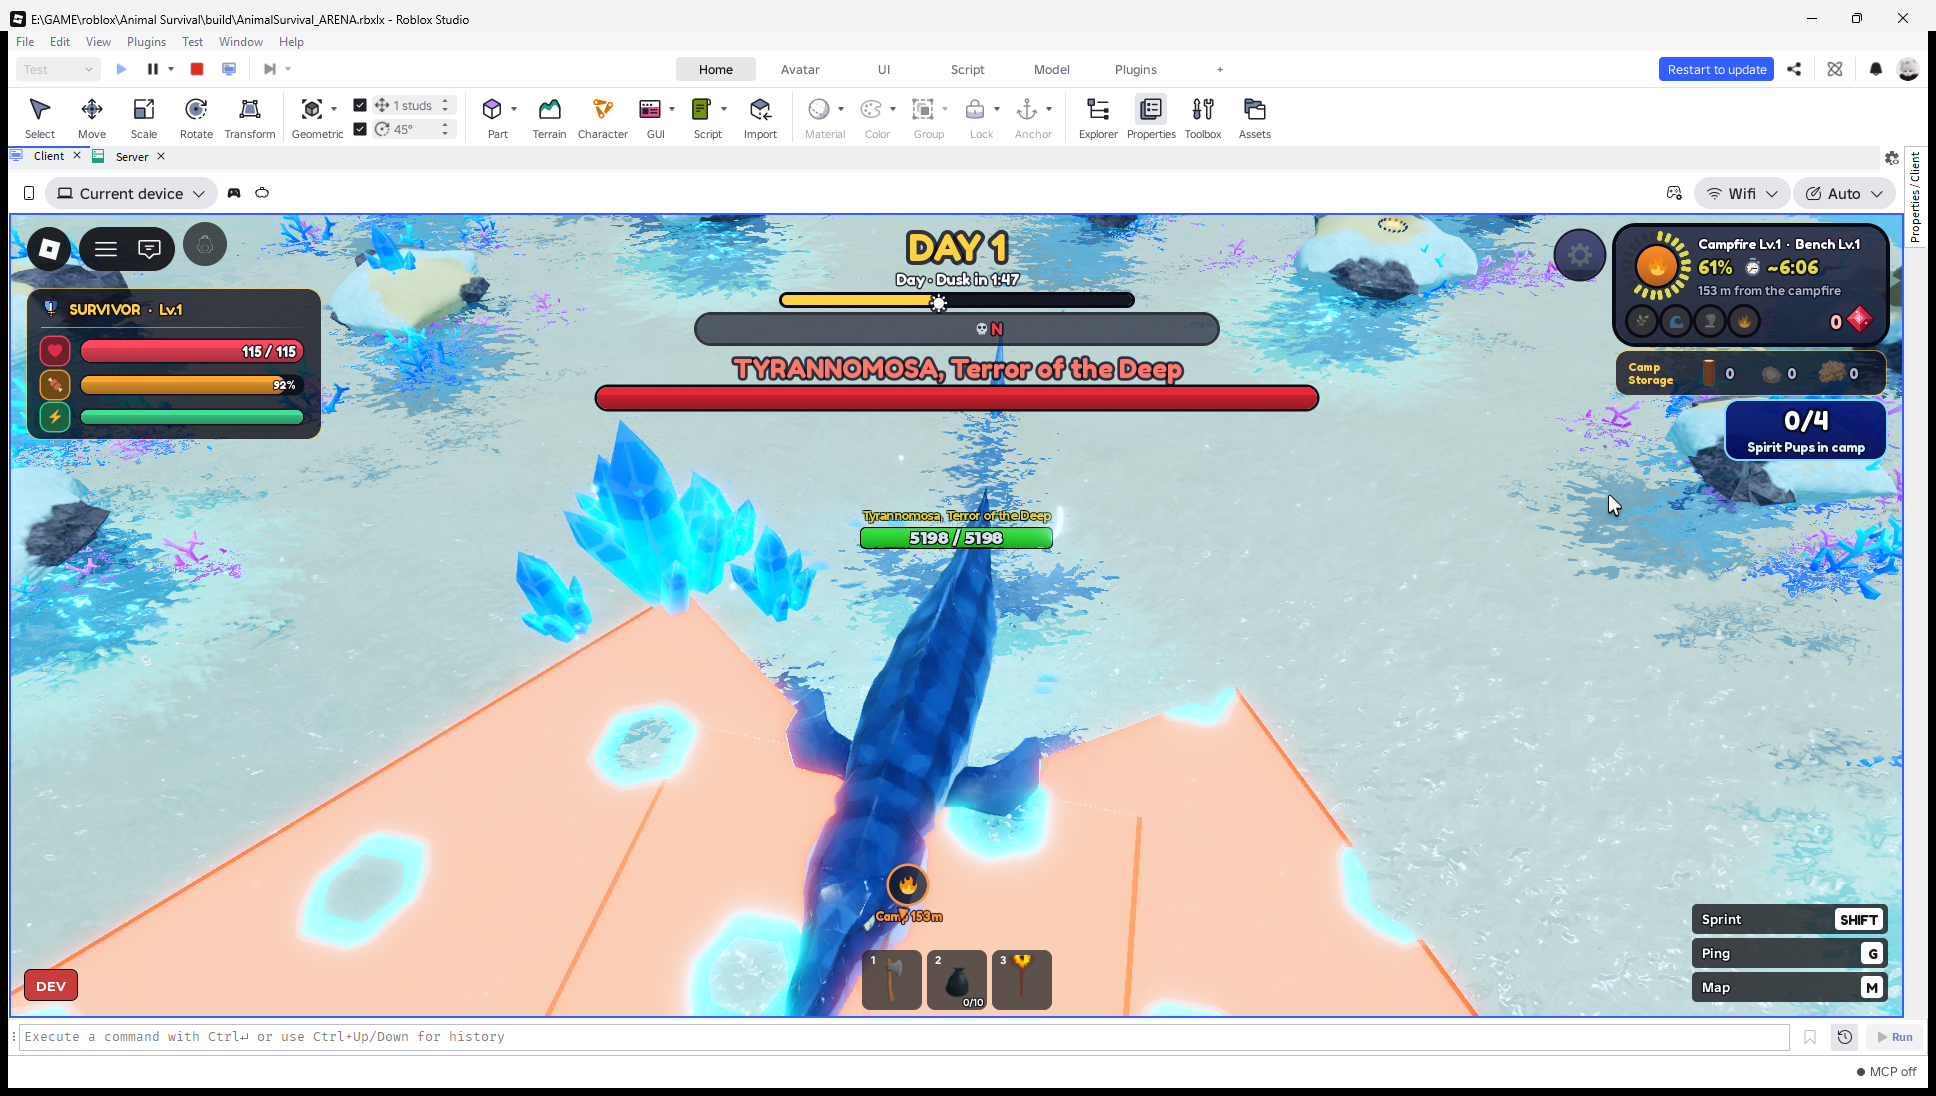 E:\GAME\roblox\Animal Survival\build\AnimalSurvival_ARENA.rbxlx - Roblox Studio
File Edit View Plugins Test Window Help
Test
Home Avatar UI Script Model Plugins +
Restart to update
Select Move Scale Rotate Transform Geometric
1 studs
45°
Part Terrain Character GUI Script Import
Material Color Group Lock Anchor
Explorer Properties Toolbox Assets
Client
Server
Properties / Client
Current device
Wifi
Auto
SURVIVOR · Lv.1
115 / 115
92%
DAY 1
Day · Dusk in 1:47
N
TYRANNOMOSA, Terror of the Deep
Campfire Lv.1 · Bench Lv.1
61% ~6:06
153 m from the campfire
0
Camp Storage
0 0 0
0/4
Spirit Pups in camp
Tyrannomosa, Terror of the Deep
5198 / 5198
Camp 153m
1
2
0/10
3
DEV
Sprint SHIFT
Ping G
Map M
Execute a command with Ctrl↵ or use Ctrl+Up/Down for history
Run
MCP off